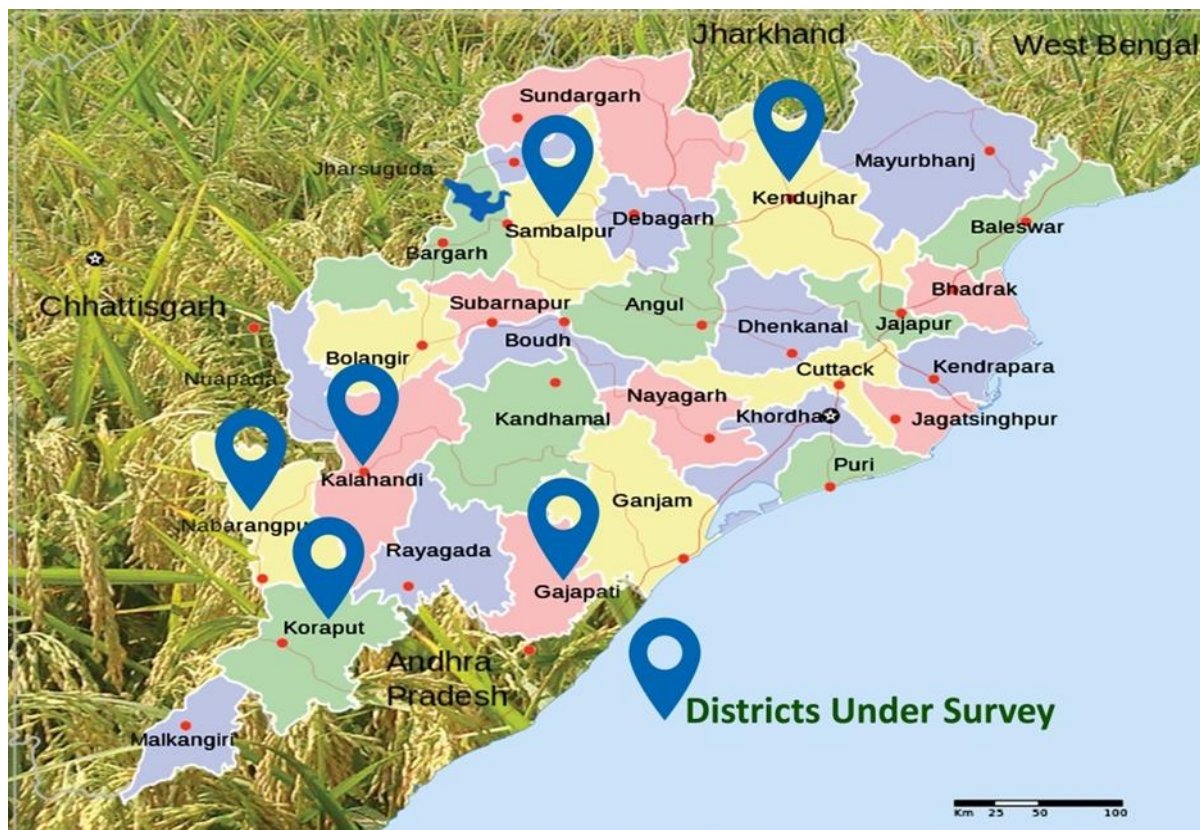 Jharkhand
West Bengal
Sundargarh
Jharsuguda
Mayurbhanj
Kendujhar
Debagarh
Sambalpur
Baleswar
Bargarh
Chhattisgarh
Subarnapur
Angul
Bhadrak
Dhenkanal
Jajapur
Boudh
Bolangir
Cuttack
Kendrapara
Nuapada
Nayagarh
Kandhamal
Khordha
Jagatsinghpur
Puri
Kalahandi
Ganjam
Nabarangpu
Rayagada
Gajapati
Koraput
Andhra
Pradesh
Districts Under Survey
Malkangiri
Km 25 50 100